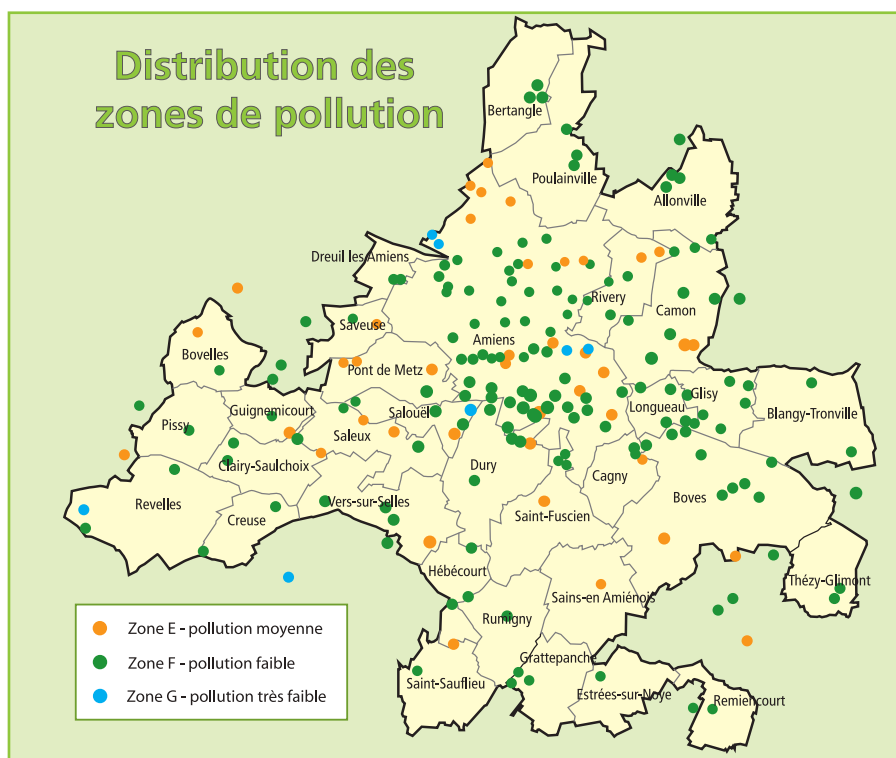 Distribution des
zones de pollution
Bertangle
Poulainville
Allonville
Dreuil les Amiens
Rivery
Camon
Saveuse
Amiens
Bovelles
Pont de Metz
Glisy
Guignemicourt
Salouël
Longueau
Blangy-Tronville
Pissy
Saleux
Clairy-Saulchoix
Dury
Cagny
Revelles
Vers-sur-Selles
Boves
Creuse
Saint-Fuscien
Hébécourt
Thézy-Glimont
Sains-en Amiénois
Rumigny
Grattepanche
Saint-Sauflieu
Estrées-sur-Noye
Remiencourt
Zone E - pollution moyenne
Zone F - pollution faible
Zone G - pollution très faible